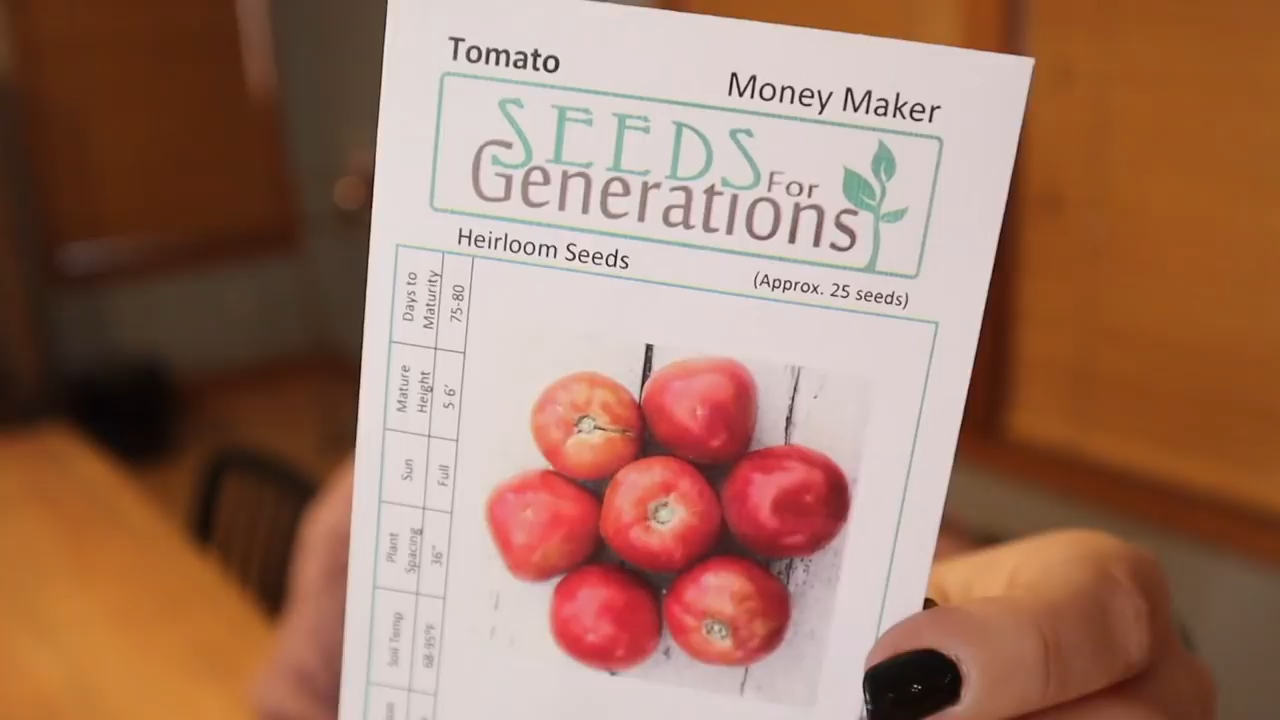 Tomato
Money Maker
SEEDS For
Generations
Heirloom Seeds
(Approx. 25 seeds)
Days to
Maturity
75-80
Mature
Height
5-6'
Sun
Full
Plant
Spacing
36"
Soil Temp
68-95°F